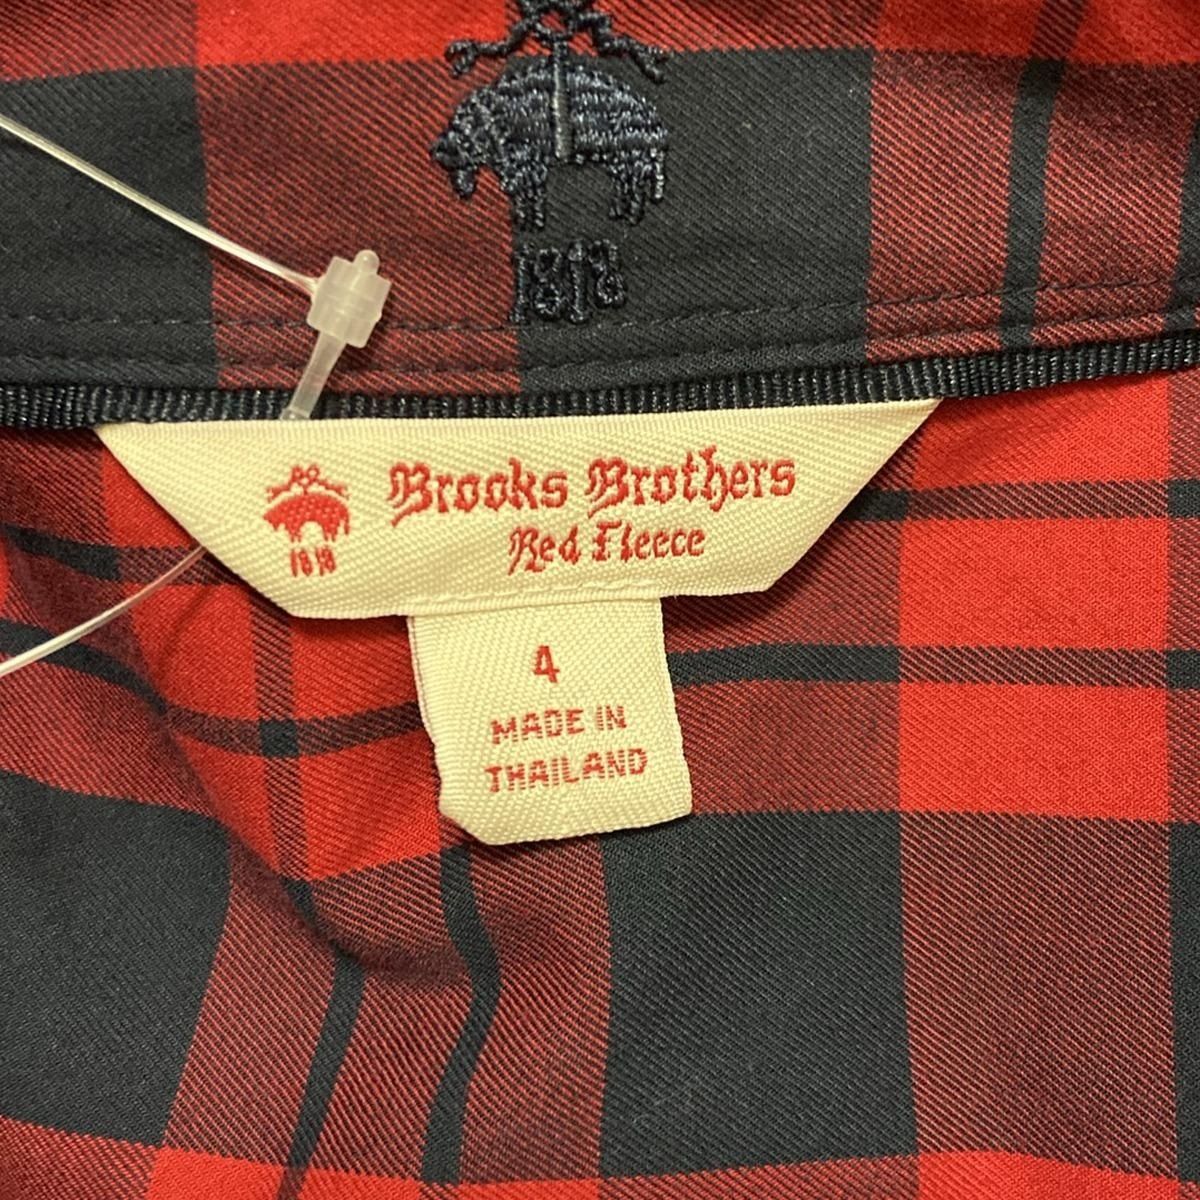 1818
Brooks Brothers
Red Fleece
1818
4
MADE IN
THAILAND